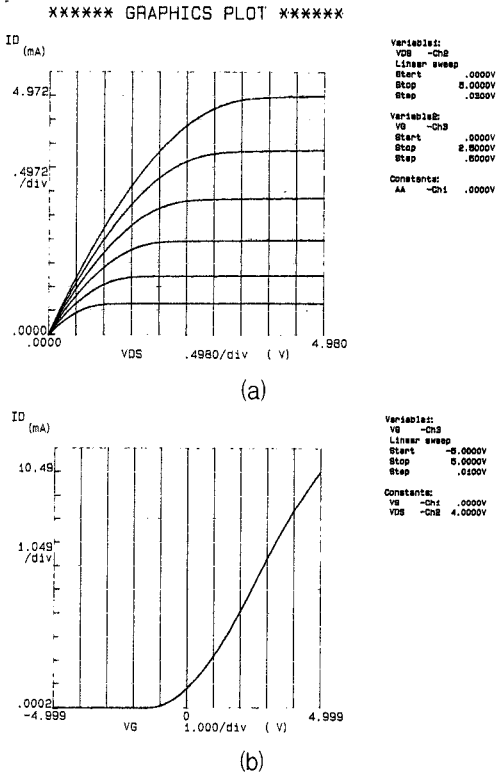 ****** GRAPHICS PLOT ******
ID
(mA)
4.972
.4972
/div
.0000
.0000
VDS .4980/div ( V)
4.980
Variable1:
VDS -Ch2
Linear sweep
Start .0000V
Stop 5.0000V
Step .0300V
Variable2:
VG -Ch3
Start .0000V
Stop 2.5000V
Step .5000V
Constants:
AA -Ch1 .0000V
(a)
ID
(mA)
10.49
1.049
/div
.0002
-4.999
0
4.999
VG 1.000/div ( V)
Variable1:
VG -Ch3
Linear sweep
Start -5.0000V
Stop 5.0000V
Step .0100V
Constants:
VS -Ch1 .0000V
VDS -Ch2 4.0000V
(b)